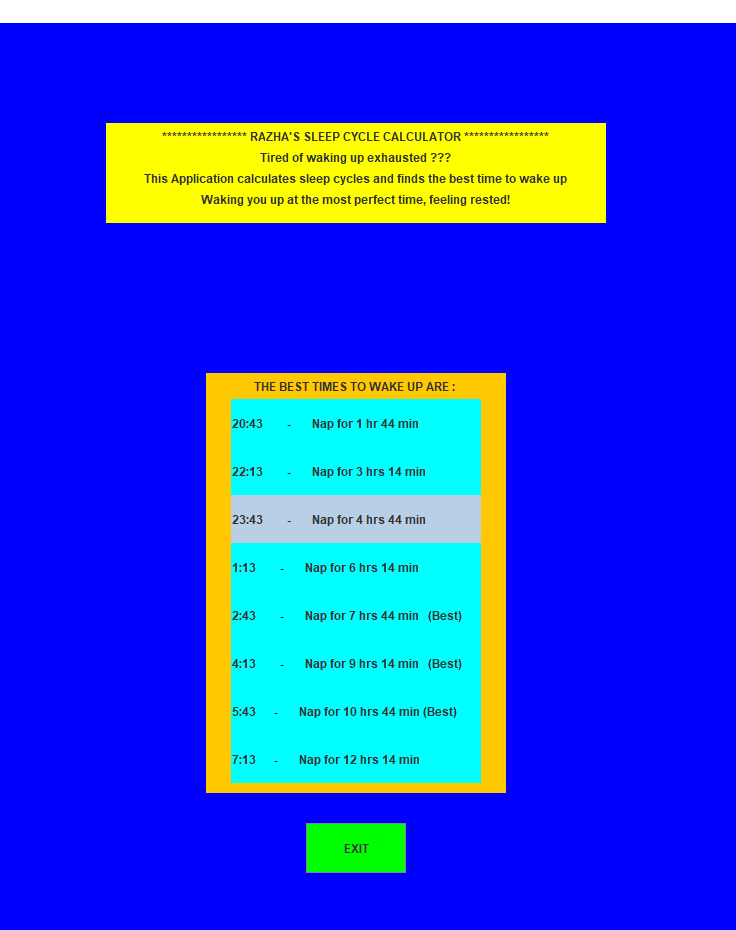 ***************** RAZHA'S SLEEP CYCLE CALCULATOR *****************
Tired of waking up exhausted ???
This Application calculates sleep cycles and finds the best time to wake up
Waking you up at the most perfect time, feeling rested!
THE BEST TIMES TO WAKE UP ARE :
20:43 - Nap for 1 hr 44 min
22:13 - Nap for 3 hrs 14 min
23:43 - Nap for 4 hrs 44 min
1:13 - Nap for 6 hrs 14 min
2:43 - Nap for 7 hrs 44 min (Best)
4:13 - Nap for 9 hrs 14 min (Best)
5:43 - Nap for 10 hrs 44 min (Best)
7:13 - Nap for 12 hrs 14 min
EXIT